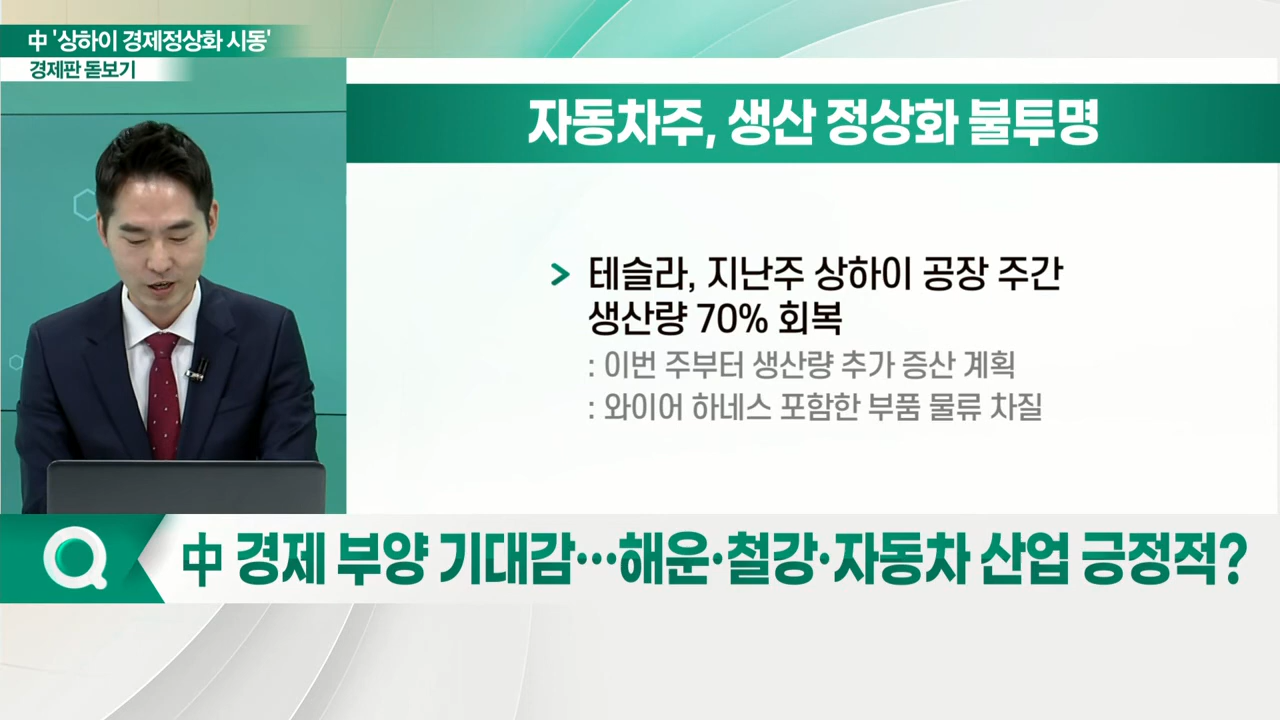 中 '상하이 경제정상화 시동'
경제판 돋보기
자동차주, 생산 정상화 불투명
> 테슬라, 지난주 상하이 공장 주간
생산량 70% 회복
: 이번 주부터 생산량 추가 증산 계획
: 와이어 하네스 포함한 부품 물류 차질
中 경제 부양 기대감…해운·철강·자동차 산업 긍정적?